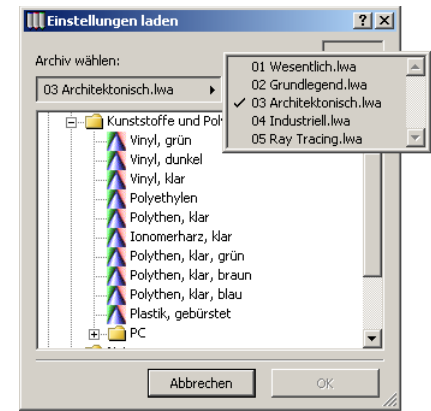 Einstellungen laden
Archiv wählen:
03 Architektonisch.lwa
01 Wesentlich.lwa
02 Grundlegend.lwa
03 Architektonisch.lwa
04 Industriell.lwa
05 Ray Tracing.lwa
Kunststoffe und
Vinyl, grün
Vinyl, dunkel
Vinyl, klar
Polyethylen
Polythen, klar
Ionomerharz, klar
Polythen, klar, grün
Polythen, klar, braun
Polythen, klar, blau
Plastik, gebürstet
PC
Abbrechen
OK